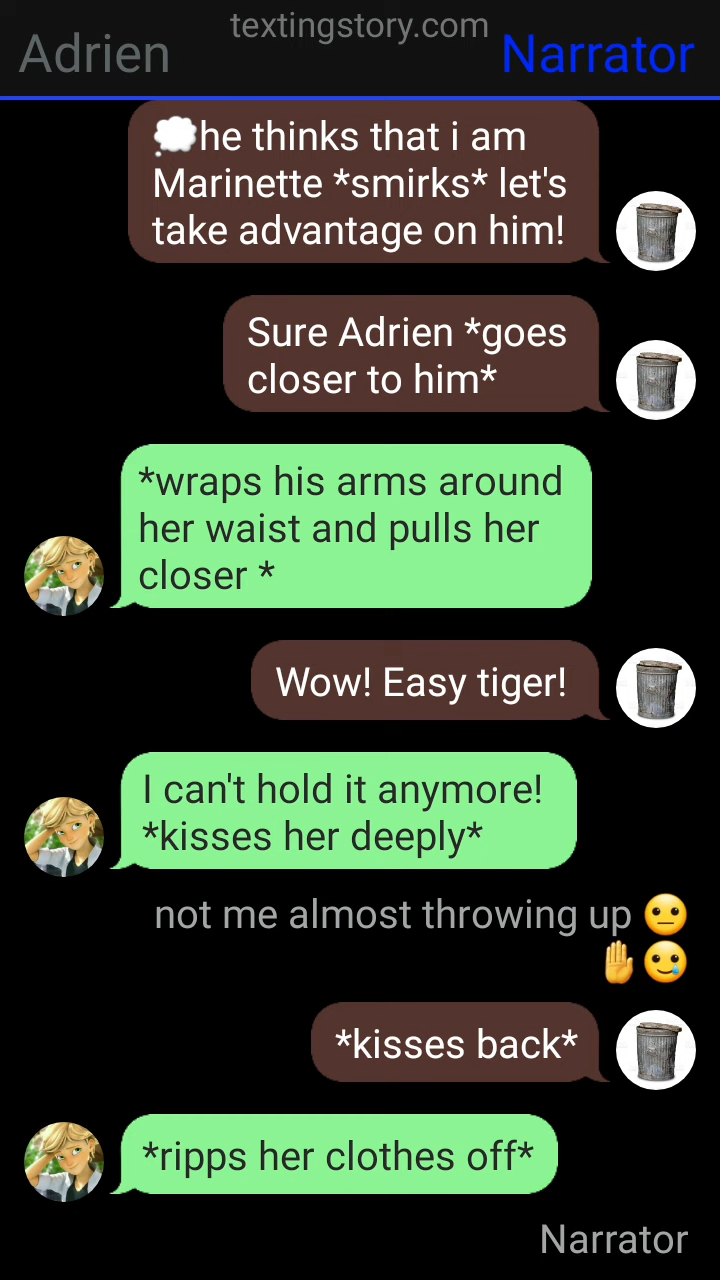 textingstory.com
Adrien Narrator
💭he thinks that i am
Marinette *smirks* let's
take advantage on him!
Sure Adrien *goes
closer to him*
*wraps his arms around
her waist and pulls her
closer *
Wow! Easy tiger!
I can't hold it anymore!
*kisses her deeply*
not me almost throwing up 😐
✋🥲
*kisses back*
*ripps her clothes off*
Narrator